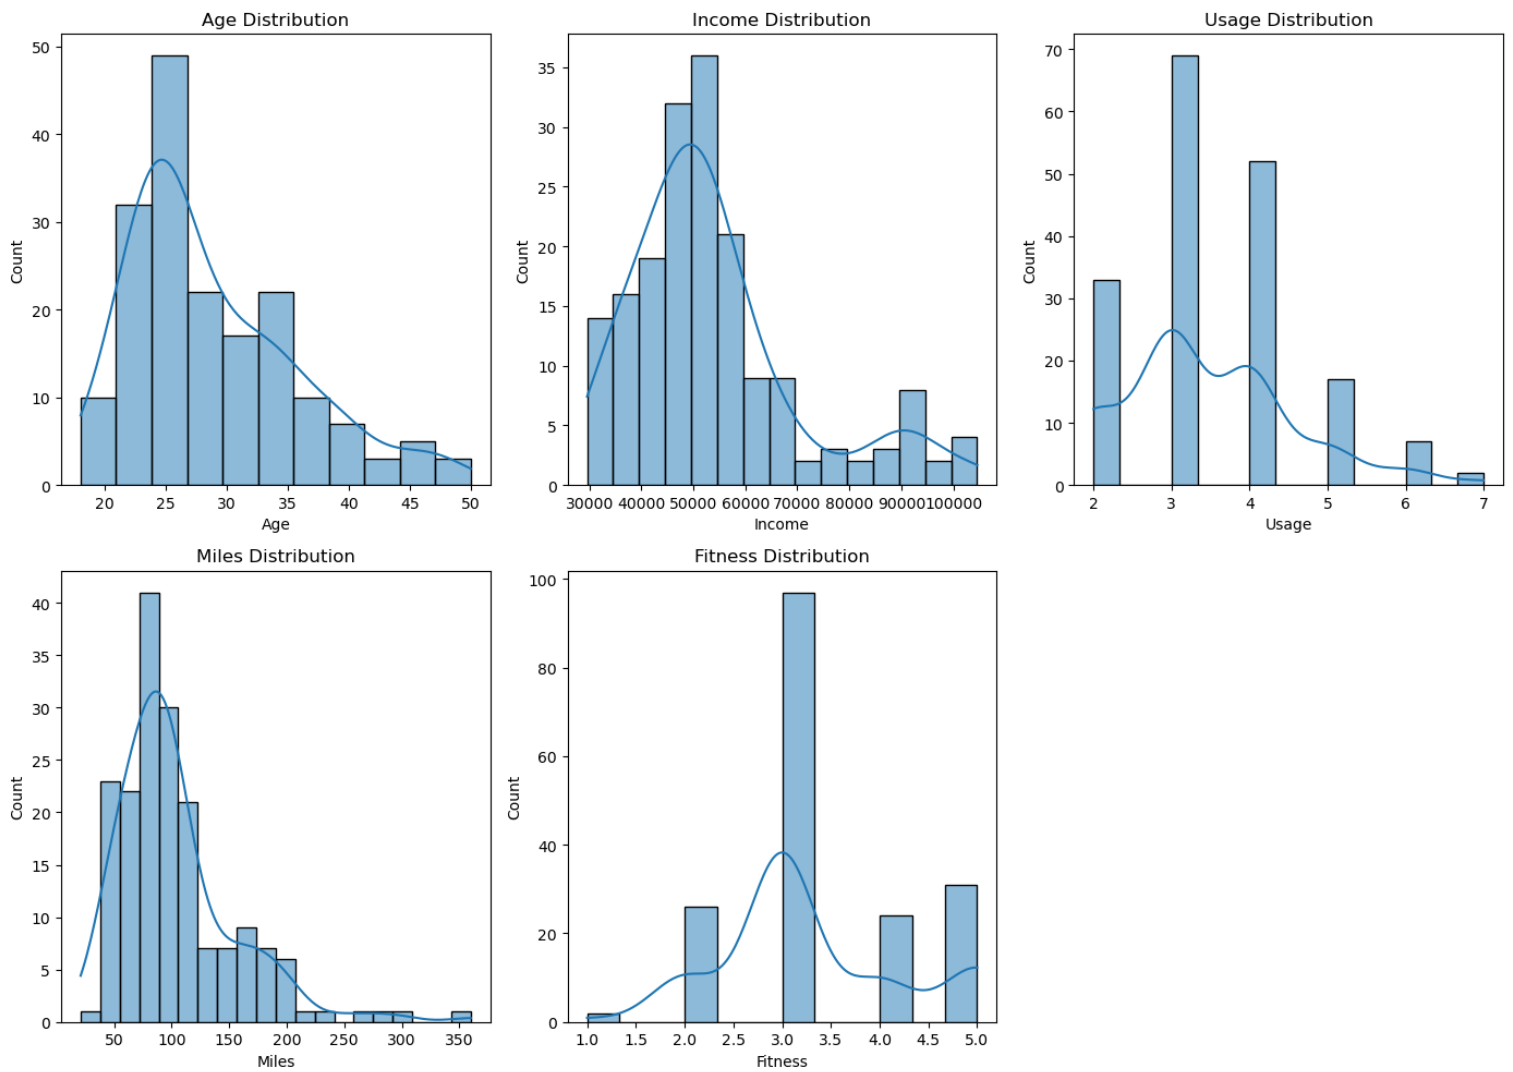 Age Distribution
50
40
30
20
10
0
Count
20 25 30 35 40 45 50
Age
Income Distribution
35
30
25
20
15
10
5
0
Count
30000 40000 50000 60000 70000 80000 90000 100000
Income
Usage Distribution
70
60
50
40
30
20
10
0
Count
2 3 4 5 6 7
Usage
Miles Distribution
40
35
30
25
20
15
10
5
0
Count
50 100 150 200 250 300 350
Miles
Fitness Distribution
100
80
60
40
20
0
Count
1.0 1.5 2.0 2.5 3.0 3.5 4.0 4.5 5.0
Fitness